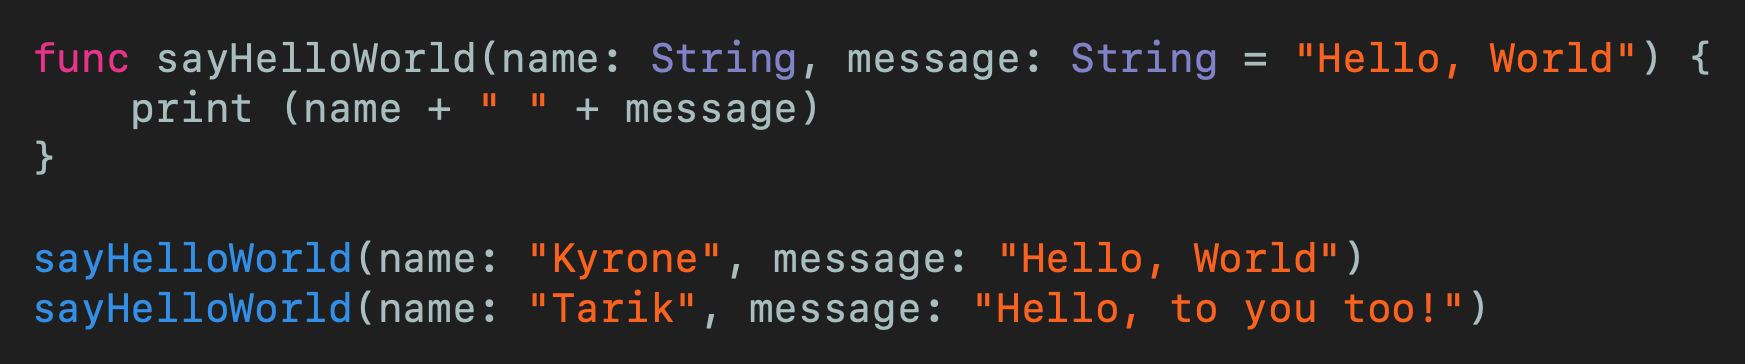 func sayHelloWorld(name: String, message: String = "Hello, World") {
    print (name + " " + message)
}
sayHelloWorld(name: "Kyrone", message: "Hello, World")
sayHelloWorld(name: "Tarik", message: "Hello, to you too!")